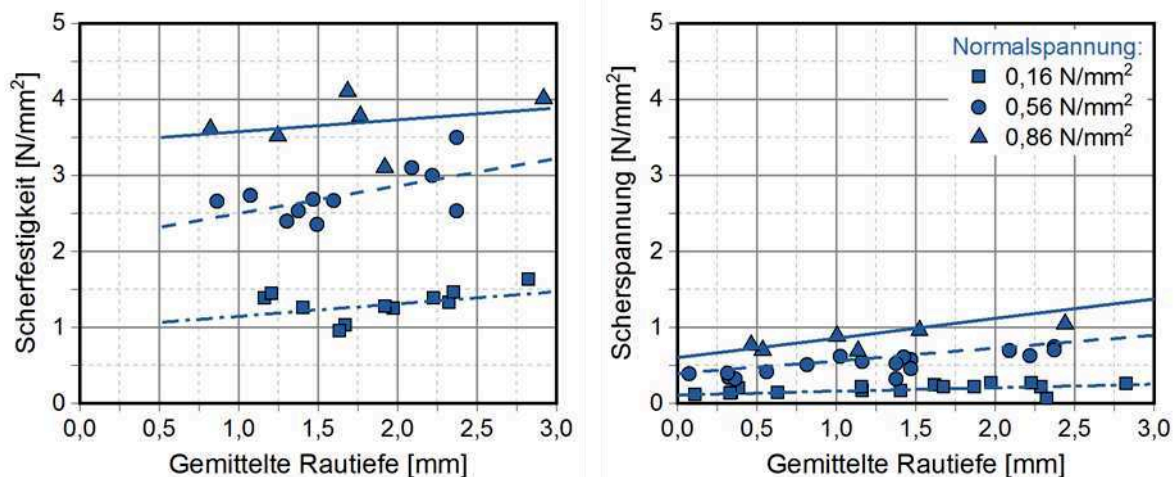 5
4
3
2
1
0
Scherfestigkeit [N/mm²]
0,0 0,5 1,0 1,5 2,0 2,5 3,0
Gemittelte Rautiefe [mm]
5
4
3
2
1
0
Scherspannung [N/mm²]
Normalspannung:
0,16 N/mm²
0,56 N/mm²
0,86 N/mm²
0,0 0,5 1,0 1,5 2,0 2,5 3,0
Gemittelte Rautiefe [mm]